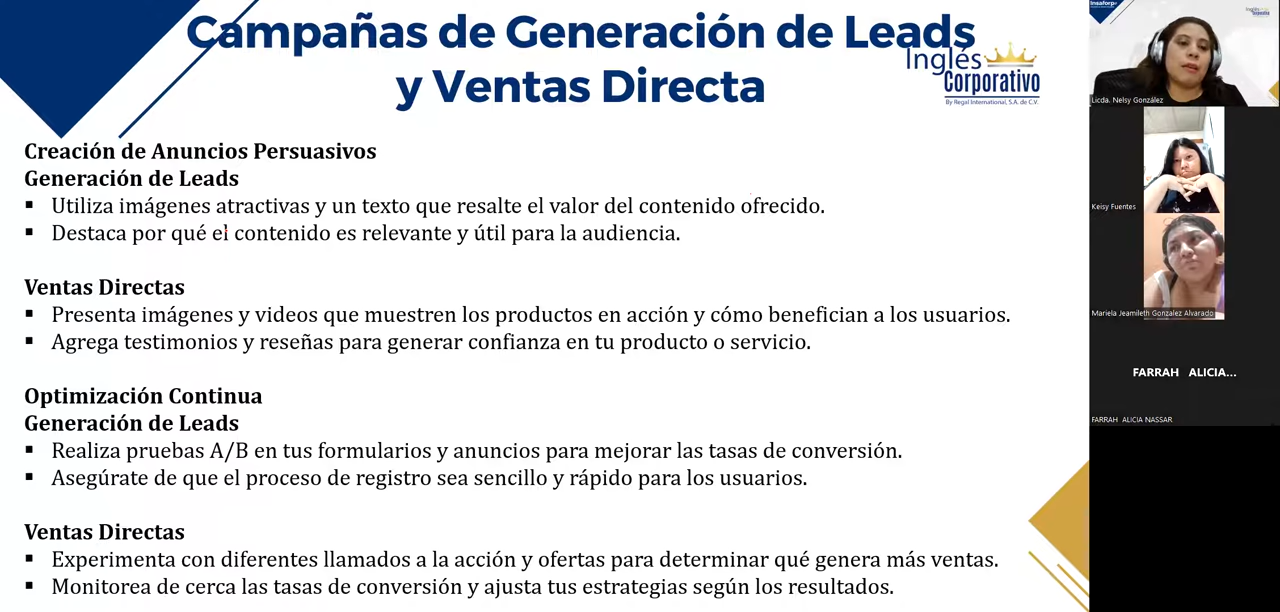 Campañas de Generación de Leads
y Ventas Directa
Inglés
Corporativo
By Regal International, S.A. de C.V.
Creación de Anuncios Persuasivos
Generación de Leads
▪ Utiliza imágenes atractivas y un texto que resalte el valor del contenido ofrecido.
▪ Destaca por qué el contenido es relevante y útil para la audiencia.
Ventas Directas
▪ Presenta imágenes y videos que muestren los productos en acción y cómo benefician a los usuarios.
▪ Agrega testimonios y reseñas para generar confianza en tu producto o servicio.
Optimización Continua
Generación de Leads
▪ Realiza pruebas A/B en tus formularios y anuncios para mejorar las tasas de conversión.
▪ Asegúrate de que el proceso de registro sea sencillo y rápido para los usuarios.
Ventas Directas
▪ Experimenta con diferentes llamados a la acción y ofertas para determinar qué genera más ventas.
▪ Monitorea de cerca las tasas de conversión y ajusta tus estrategias según los resultados.
Insaforp
Licda. Nelsy González
Keisy Fuentes
Mariela Jeamileth Gonzalez Alvarado
FARRAH ALICIA...
FARRAH ALICIA NASSAR